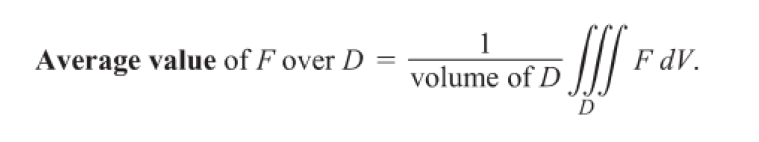 Average value of F over D = 1 / volume of D ∭_D F dV.